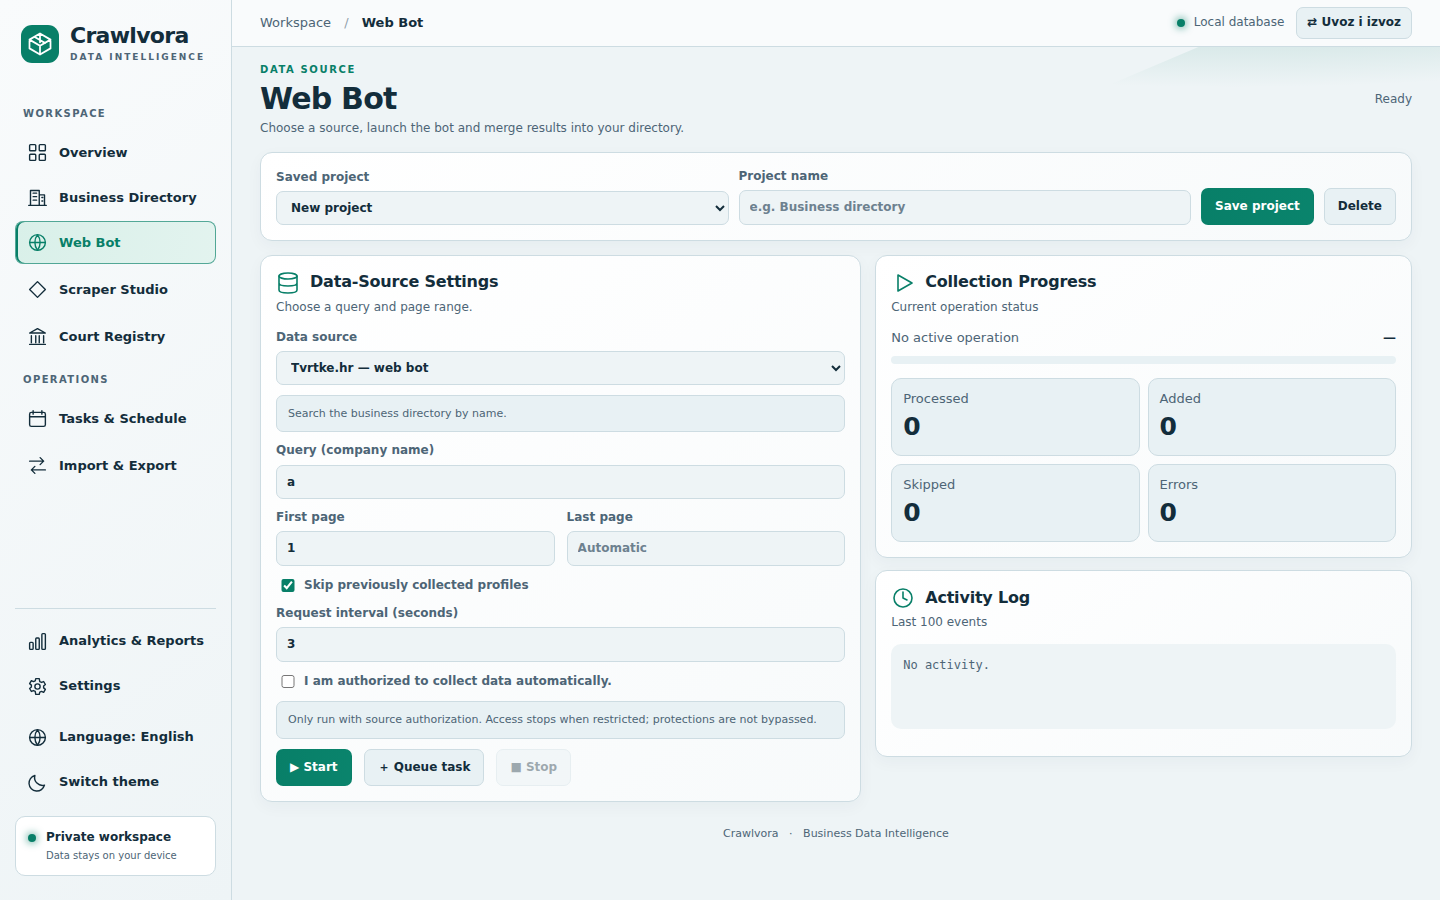 Crawlvora
DATA INTELLIGENCE
WORKSPACE
Overview
Business Directory
Web Bot
Scraper Studio
Court Registry
OPERATIONS
Tasks & Schedule
Import & Export
Analytics & Reports
Settings
Language: English
Switch theme
Private workspace
Data stays on your device
Workspace / Web Bot
Local database
⇄ Uvoz i izvoz
DATA SOURCE
Web Bot
Ready
Choose a source, launch the bot and merge results into your directory.
Saved project
New project
Project name
e.g. Business directory
Save project
Delete
Data-Source Settings
Choose a query and page range.
Data source
Tvrtke.hr — web bot
Search the business directory by name.
Query (company name)
a
First page
1
Last page
Automatic
Skip previously collected profiles
Request interval (seconds)
3
I am authorized to collect data automatically.
Only run with source authorization. Access stops when restricted; protections are not bypassed.
▶ Start
+ Queue task
■ Stop
Collection Progress
Current operation status
No active operation —
Processed
0
Added
0
Skipped
0
Errors
0
Activity Log
Last 100 events
No activity.
Crawlvora · Business Data Intelligence